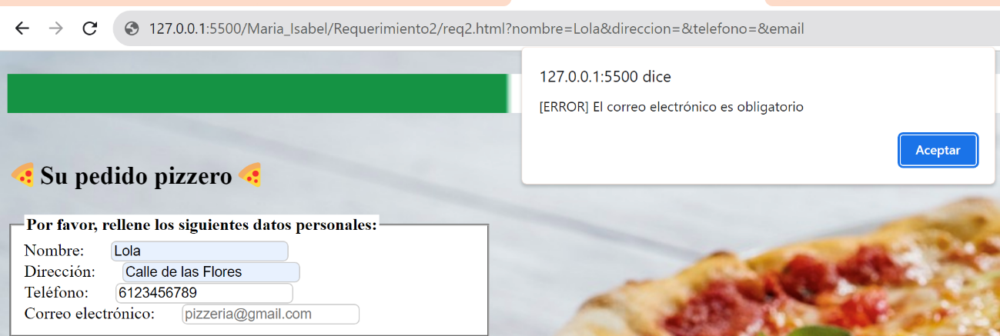 127.0.0.1:5500/Maria_Isabel/Requerimiento2/req2.html?nombre=Lola&direccion=&telefono=&email
127.0.0.1:5500 dice
[ERROR] El correo electrónico es obligatorio
Aceptar
🍕 Su pedido pizzero 🍕
Por favor, rellene los siguientes datos personales:
Nombre: Lola
Dirección: Calle de las Flores
Teléfono: 6123456789
Correo electrónico: pizzeria@gmail.com